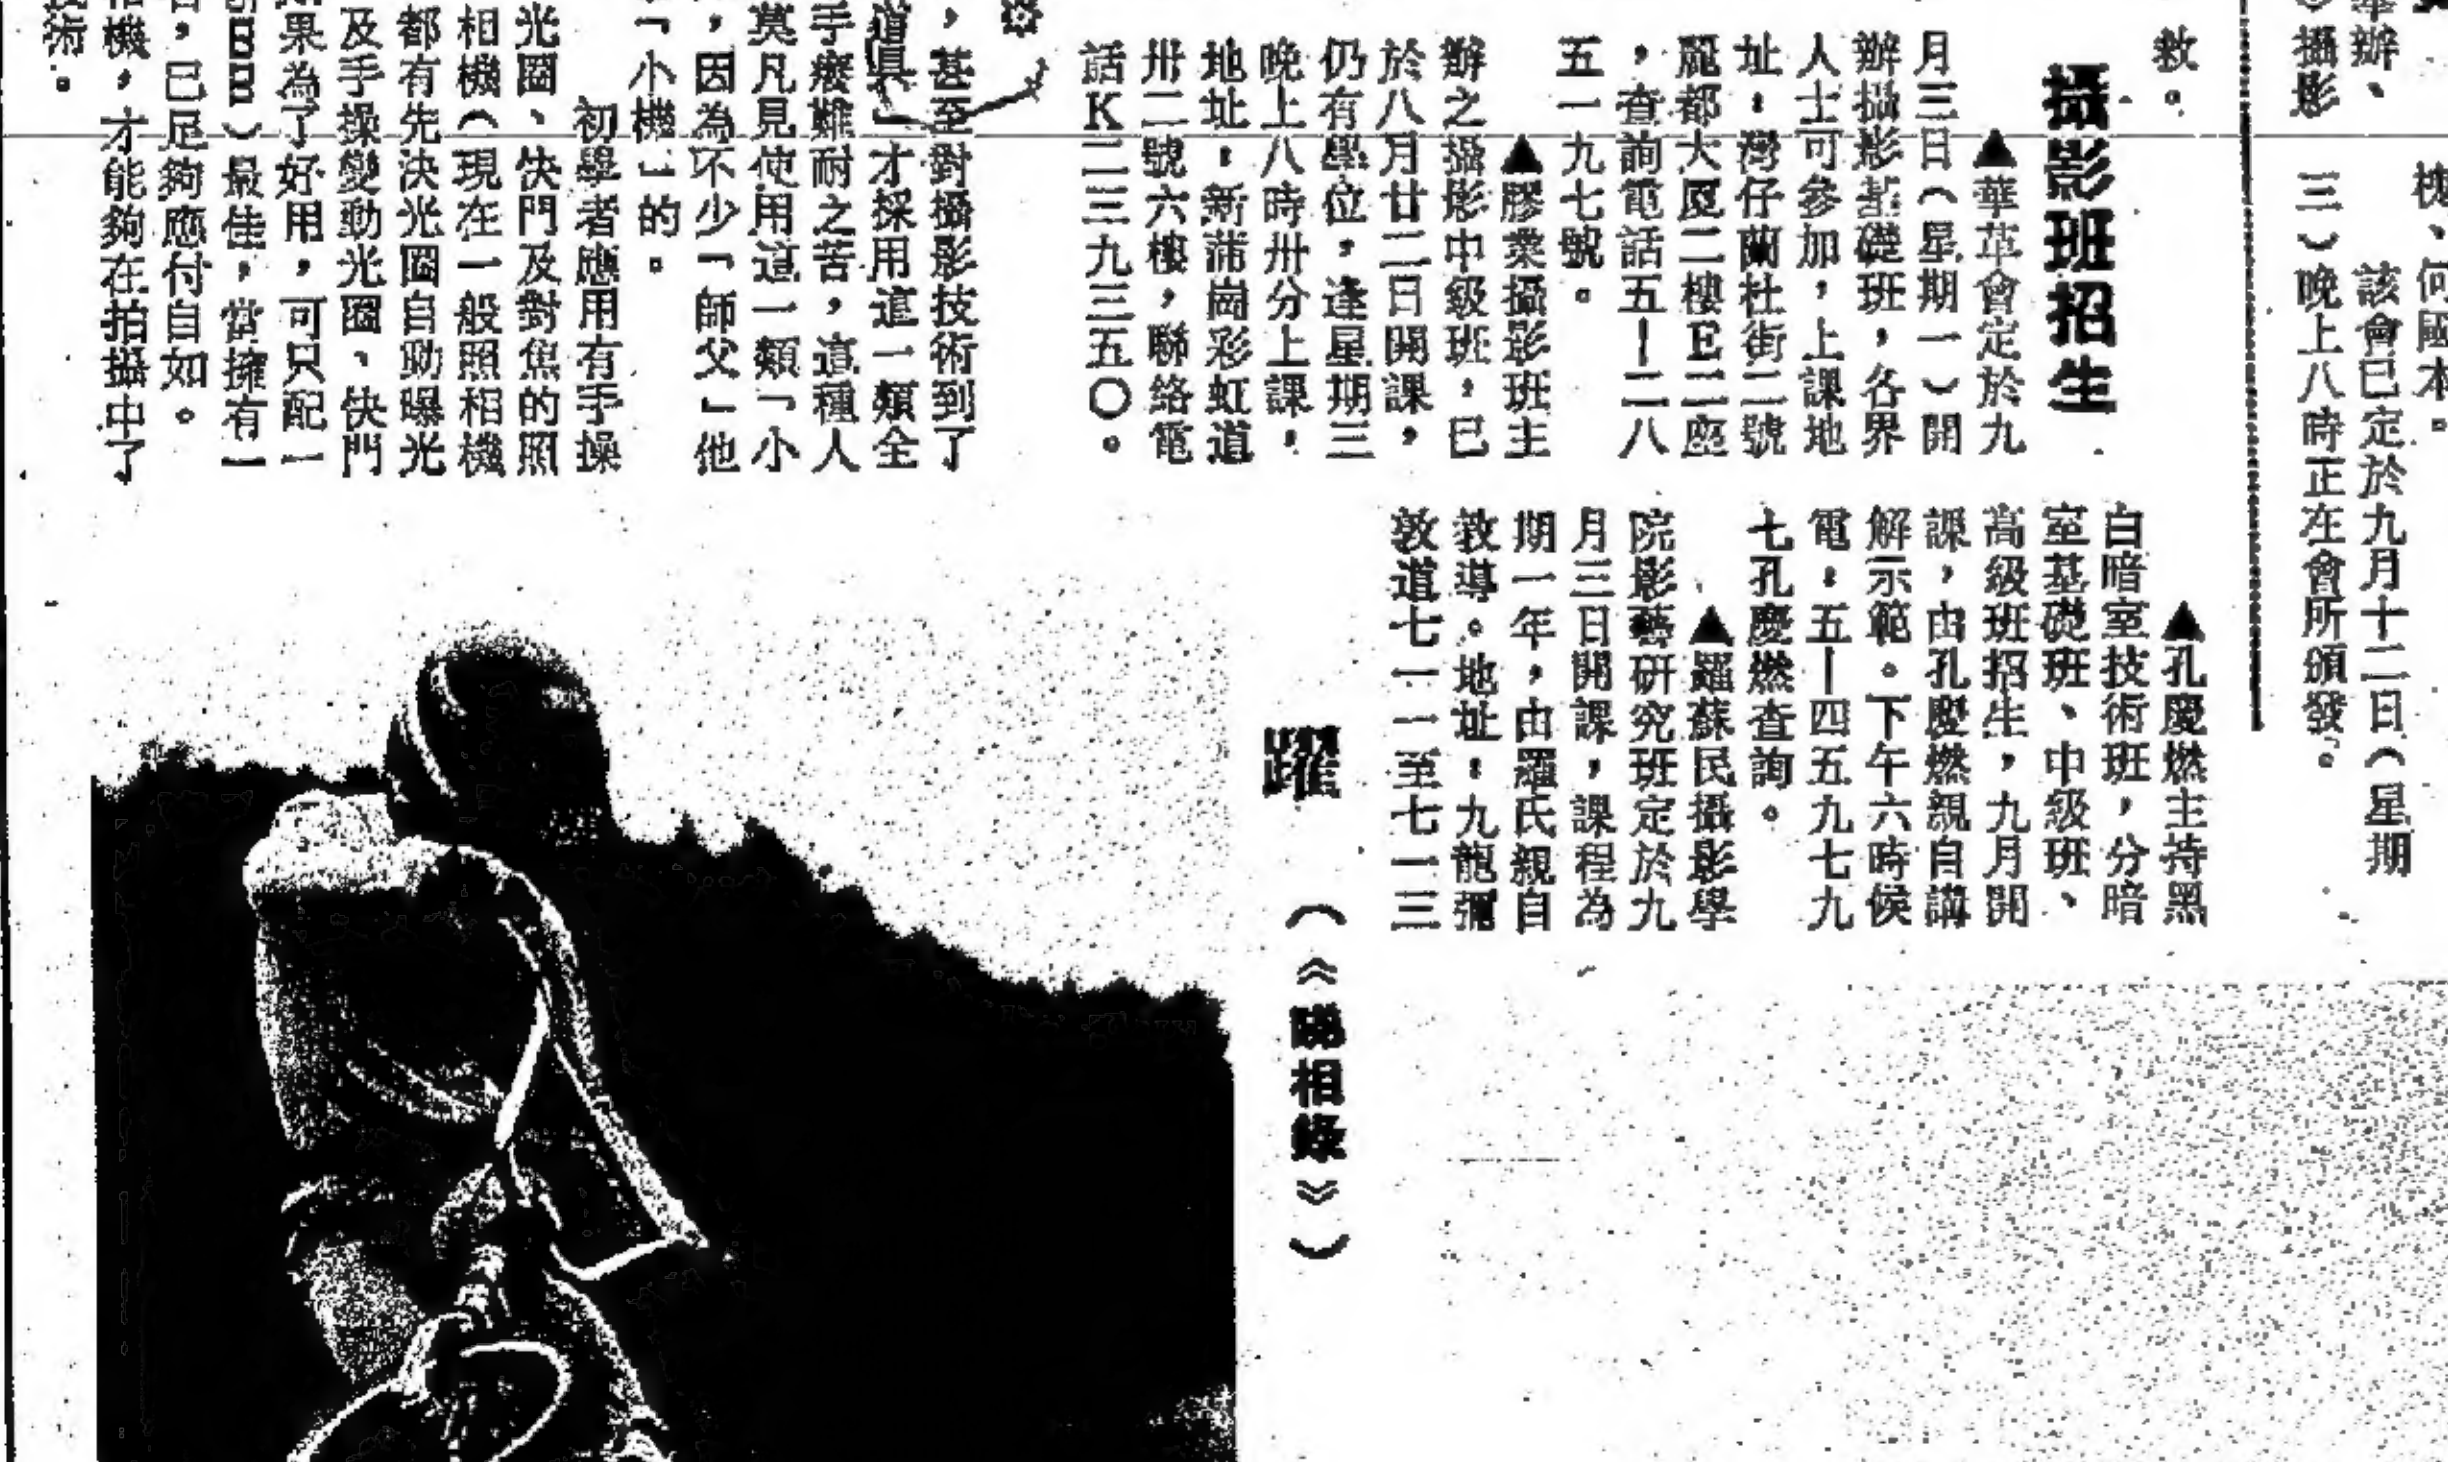 槐、何國本。
該會已定於九月十二日(星期
三)晚上八時正在會所頒發。
舉辦、
攝影
教。
攝影班招生
▲華革會定於九
月三日(星期一)開
辦攝影基礎班，各界
人士可參加，上課地
址：灣仔蘭杜街二號
麗都大厦二樓E二座
，查詢電話五—二八
五一九七號。
▲膠業攝影班主
辦之攝影中級班，已
於八月廿二日開課，
仍有學位，逢星期三
晚上八時卅分上課，
地址：新蒲崗彩虹道
卅二號六樓，聯絡電
話K二三九三五〇。
▲孔慶燃主持黑
白暗室技術班，分暗
室基礎班、中級班、
高級班招生，九月開
課，由孔慶燃親自講
解示範。下午六時候
電：五—四五九七九
七孔慶燃查詢。
▲羅蘇民攝影學
院影藝研究班定於九
月三日開課，課程為
期一年，由羅氏親自
教導。地址：九龍彌
敦道七一一至七一三
躍
(《睇相錄》)
，甚至對攝影技術到了
道具」才採用這一類全
手癢難耐之苦，這種人
莫凡見使用這一類「小
，因為不少「師父」他
「小機」的。
初學者應用有手操
光圈、快門及對焦的照
相機(現在一般照相機
都有先決光圈自動曝光
及手操變動光圈、快門
果為了好用，可只配一
最佳，當擁有一
，已足夠應付自如。
機，才能夠在拍攝中了
術。